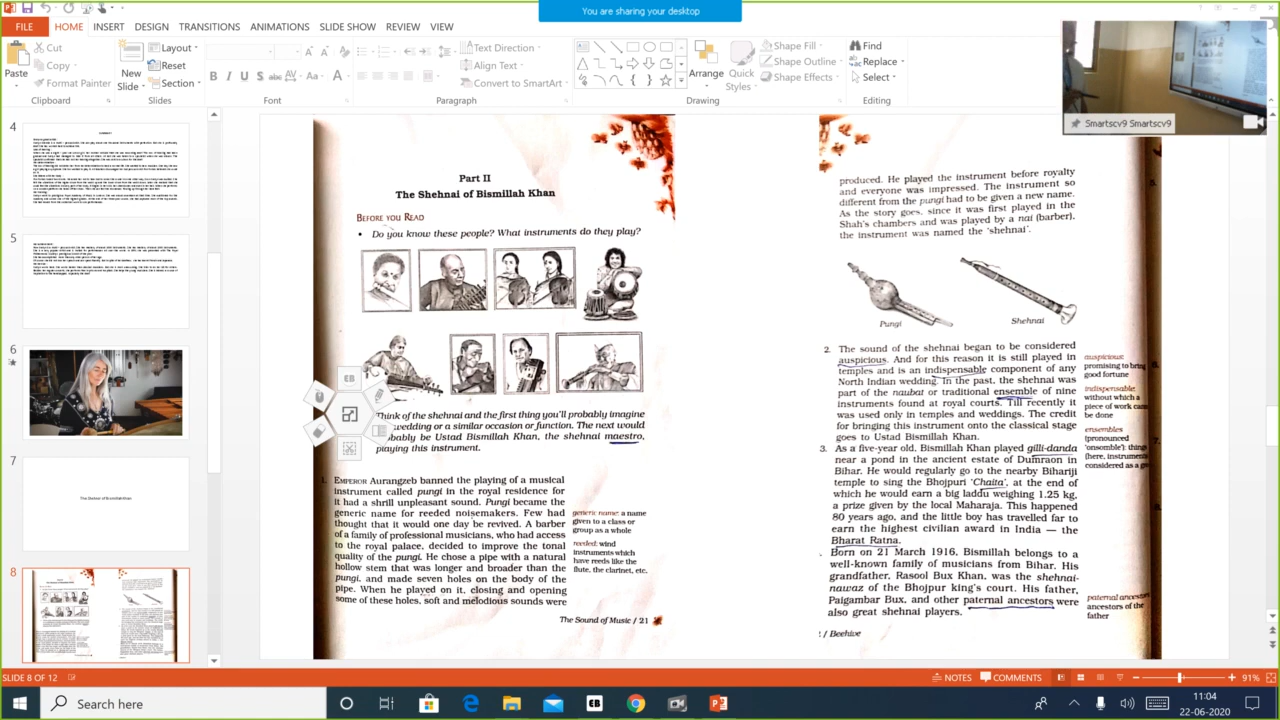 You are sharing your desktop
FILE
HOME
INSERT
DESIGN
TRANSITIONS
ANIMATIONS
SLIDE SHOW
REVIEW
VIEW
Paste
Cut
Copy
Format Painter
Clipboard
New
Slide
Layout
Reset
Section
Slides
Font
Text Direction
Align Text
Convert to SmartArt
Paragraph
Arrange
Quick
Styles
Shape Fill
Shape Outline
Shape Effects
Drawing
Find
Replace
Select
Editing
Smartscv9 Smartscv9
4
5
6
7
The Shehnai of Bismillah Khan
8
Part II
The Shehnai of Bismillah Khan
BEFORE YOU READ
• Do you know these people? What instruments do they play?
Think of the shehnai and the first thing you'll probably imagine
wedding or a similar occasion or function. The next would
bably be Ustad Bismillah Khan, the shehnai maestro,
playing this instrument.
1. EMPEROR Aurangzeb banned the playing of a musical
instrument called pungi in the royal residence for
it had a shrill unpleasant sound. Pungi became the
generic name for reeded noisemakers. Few had
thought that it would one day be revived. A barber
of a family of professional musicians, who had access
to the royal palace, decided to improve the tonal
quality of the pungi. He chose a pipe with a natural
hollow stem that was longer and broader than the
pungi, and made seven holes on the body of the
pipe. When he played on it, closing and opening
some of these holes, soft and melodious sounds were
generic name: a name
given to a class or
group as a whole
reeded: wind
instruments which
have reeds like the
flute, the clarinet, etc.
The Sound of Music / 21
produced. He played the instrument before royalty
and everyone was impressed. The instrument so
different from the pungi had to be given a new name.
As the story goes, since it was first played in the
Shah's chambers and was played by a nai (barber),
the instrument was named the 'shehnai'.
Pungi
Shehnai
2. The sound of the shehnai began to be considered
auspicious. And for this reason it is still played in
temples and is an indispensable component of any
North Indian wedding. In the past, the shehnai was
part of the naubat or traditional ensemble of nine
instruments found at royal courts. Till recently it
was used only in temples and weddings. The credit
for bringing this instrument onto the classical stage
goes to Ustad Bismillah Khan.
3. As a five-year old, Bismillah Khan played gilli-danda
near a pond in the ancient estate of Dumraon in
Bihar. He would regularly go to the nearby Bihariji
temple to sing the Bhojpuri 'Chaita', at the end of
which he would earn a big laddu weighing 1.25 kg,
a prize given by the local Maharaja. This happened
80 years ago, and the little boy has travelled far to
earn the highest civilian award in India — the
Bharat Ratna.
Born on 21 March 1916, Bismillah belongs to a
well-known family of musicians from Bihar. His
grandfather, Rasool Bux Khan, was the shehnai-
nawaz of the Bhojpur king's court. His father,
Paigambar Bux, and other paternal ancestors were
also great shehnai players.
auspicious:
promising to bring
good fortune
indispensable:
without which a
piece of work can
be done
ensembles
(pronounced
'onsomble'): things
(here, instruments
considered as a
paternal ancestors
ancestors of the
father
/ Beehive
SLIDE 8 OF 12
NOTES
COMMENTS
91%
Search here
EB
11:04
22-06-2020